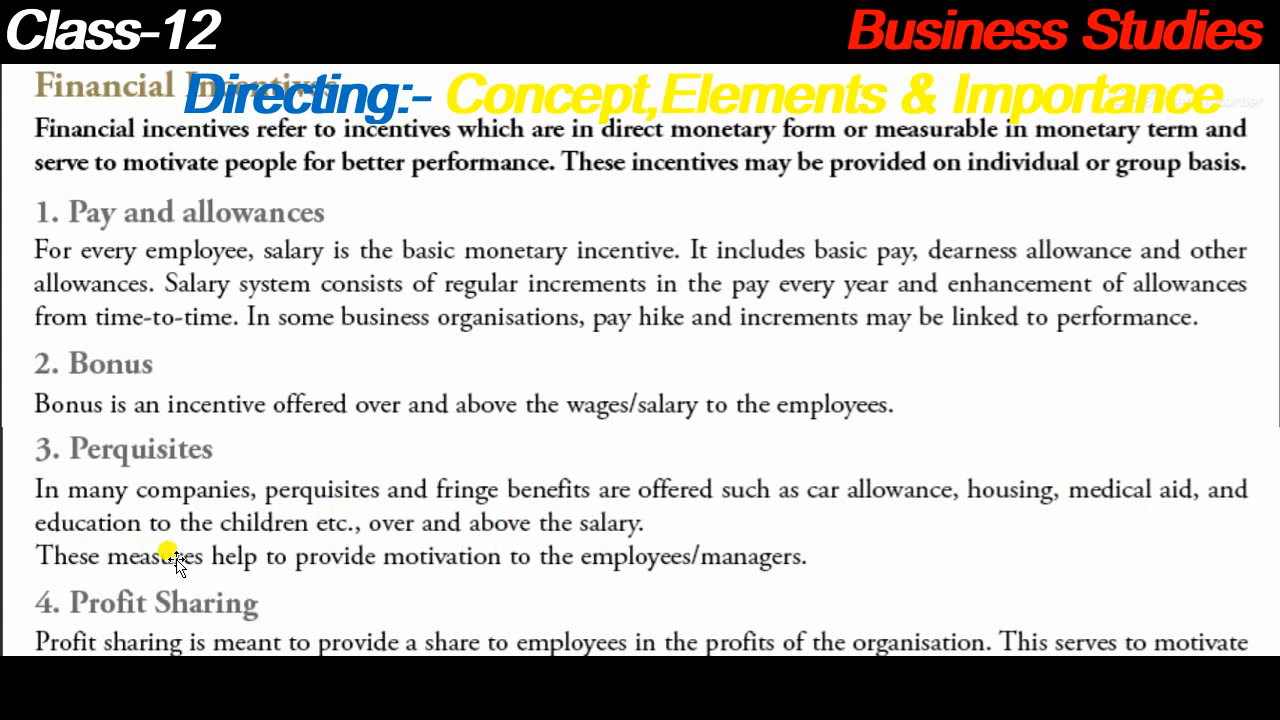 Class-12
Business Studies
Financial Incentives
Directing:- Concept,Elements & Importance
Financial incentives refer to incentives which are in direct monetary form or measurable in monetary term and
serve to motivate people for better performance. These incentives may be provided on individual or group basis.
1. Pay and allowances
For every employee, salary is the basic monetary incentive. It includes basic pay, dearness allowance and other
allowances. Salary system consists of regular increments in the pay every year and enhancement of allowances
from time-to-time. In some business organisations, pay hike and increments may be linked to performance.
2. Bonus
Bonus is an incentive offered over and above the wages/salary to the employees.
3. Perquisites
In many companies, perquisites and fringe benefits are offered such as car allowance, housing, medical aid, and
education to the children etc., over and above the salary.
These measures help to provide motivation to the employees/managers.
4. Profit Sharing
Profit sharing is meant to provide a share to employees in the profits of the organisation. This serves to motivate